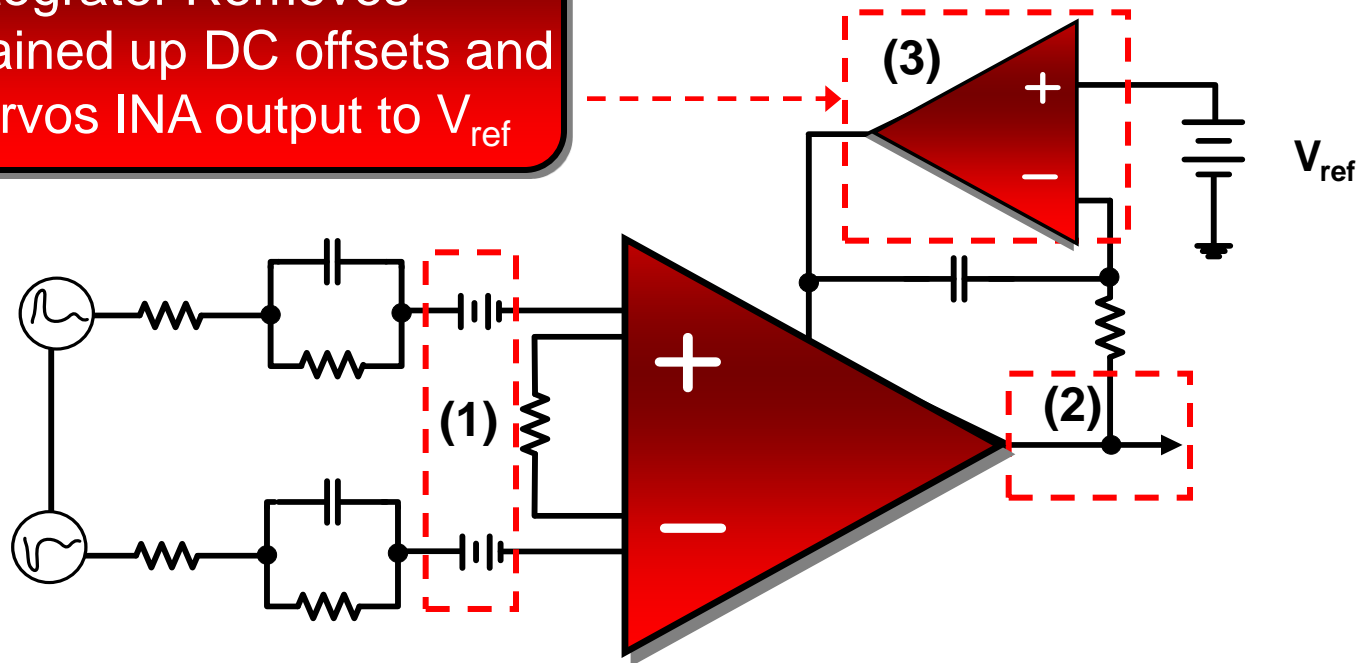 ained up DC offsets and
rvos INA output to Vref
(3)
+
−
Vref
(1)
+
−
(2)